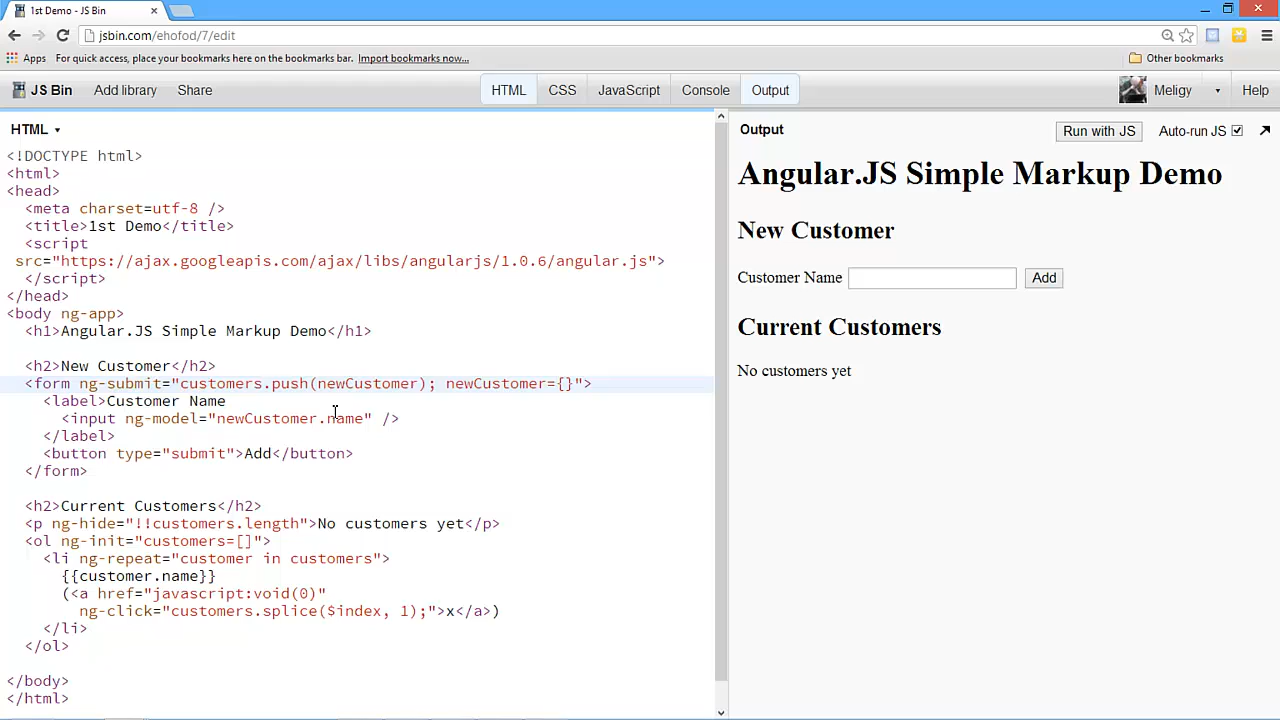 1st Demo - JS Bin
jsbin.com/ehofod/7/edit
Apps For quick access, place your bookmarks here on the bookmarks bar. Import bookmarks now... Other bookmarks
JS Bin Add library Share HTML CSS JavaScript Console Output Meligy Help
HTML
<!DOCTYPE html>
<html>
<head>
<meta charset=utf-8 />
<title>1st Demo</title>
<script
src="https://ajax.googleapis.com/ajax/libs/angularjs/1.0.6/angular.js">
</script>
</head>
<body ng-app>
<h1>Angular.JS Simple Markup Demo</h1>
<h2>New Customer</h2>
<form ng-submit="customers.push(newCustomer); newCustomer={}">
<label>Customer Name
<input ng-model="newCustomer.name" />
</label>
<button type="submit">Add</button>
</form>
<h2>Current Customers</h2>
<p ng-hide="!!customers.length">No customers yet</p>
<ol ng-init="customers=[]">
<li ng-repeat="customer in customers">
{{customer.name}}
(<a href="javascript:void(0)"
ng-click="customers.splice($index, 1);">x</a>)
</li>
</ol>
</body>
</html>
Output Run with JS Auto-run JS
Angular.JS Simple Markup Demo
New Customer
Customer Name Add
Current Customers
No customers yet